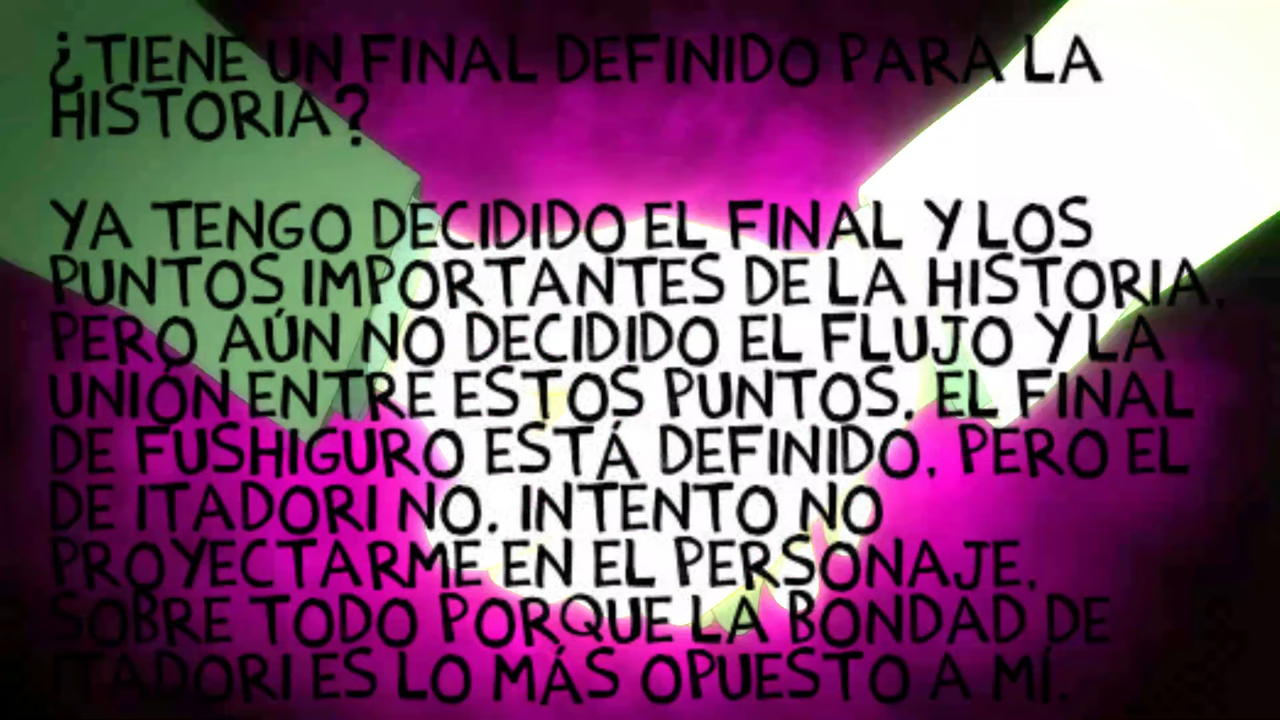 ¿TIENE UN FINAL DEFINIDO PARA LA
HISTORIA?
YA TENGO DECIDIDO EL FINAL Y LOS
PUNTOS IMPORTANTES DE LA HISTORIA,
PERO AÚN NO DECIDIDO EL FLUJO Y LA
UNIÓN ENTRE ESTOS PUNTOS. EL FINAL
DE FUSHIGURO ESTÁ DEFINIDO, PERO EL
DE ITADORI NO. INTENTO NO
PROYECTARME EN EL PERSONAJE,
SOBRE TODO PORQUE LA BONDAD DE
ITADORI ES LO MÁS OPUESTO A MÍ.